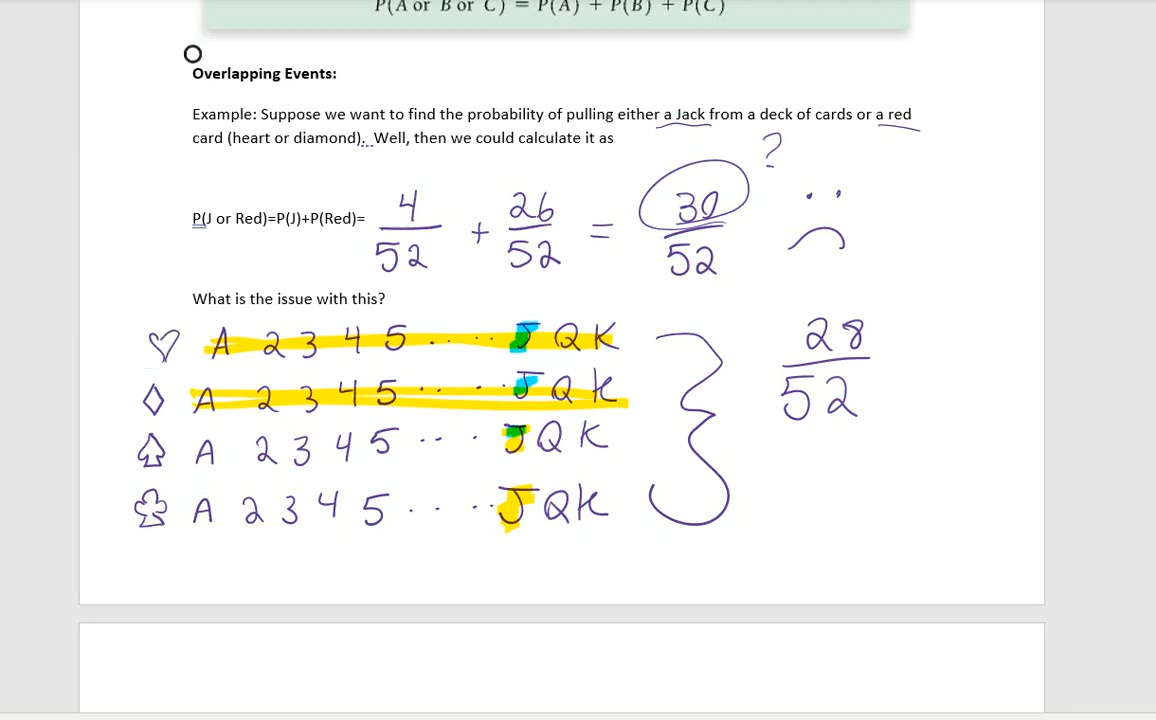 P(A or B or C) = P(A) + P(B) + P(C)
Overlapping Events:
Example: Suppose we want to find the probability of pulling either a Jack from a deck of cards or a red
card (heart or diamond). Well, then we could calculate it as
?
P(J or Red)=P(J)+P(Red)= 4/52 + 26/52 = 30/52
What is the issue with this?
♡ A 2 3 4 5 ..... J Q K
◇ A 2 3 4 5 .... J Q K
28/52
♤ A 2 3 4 5 ... J Q K
♧ A 2 3 4 5 ..... J Q K